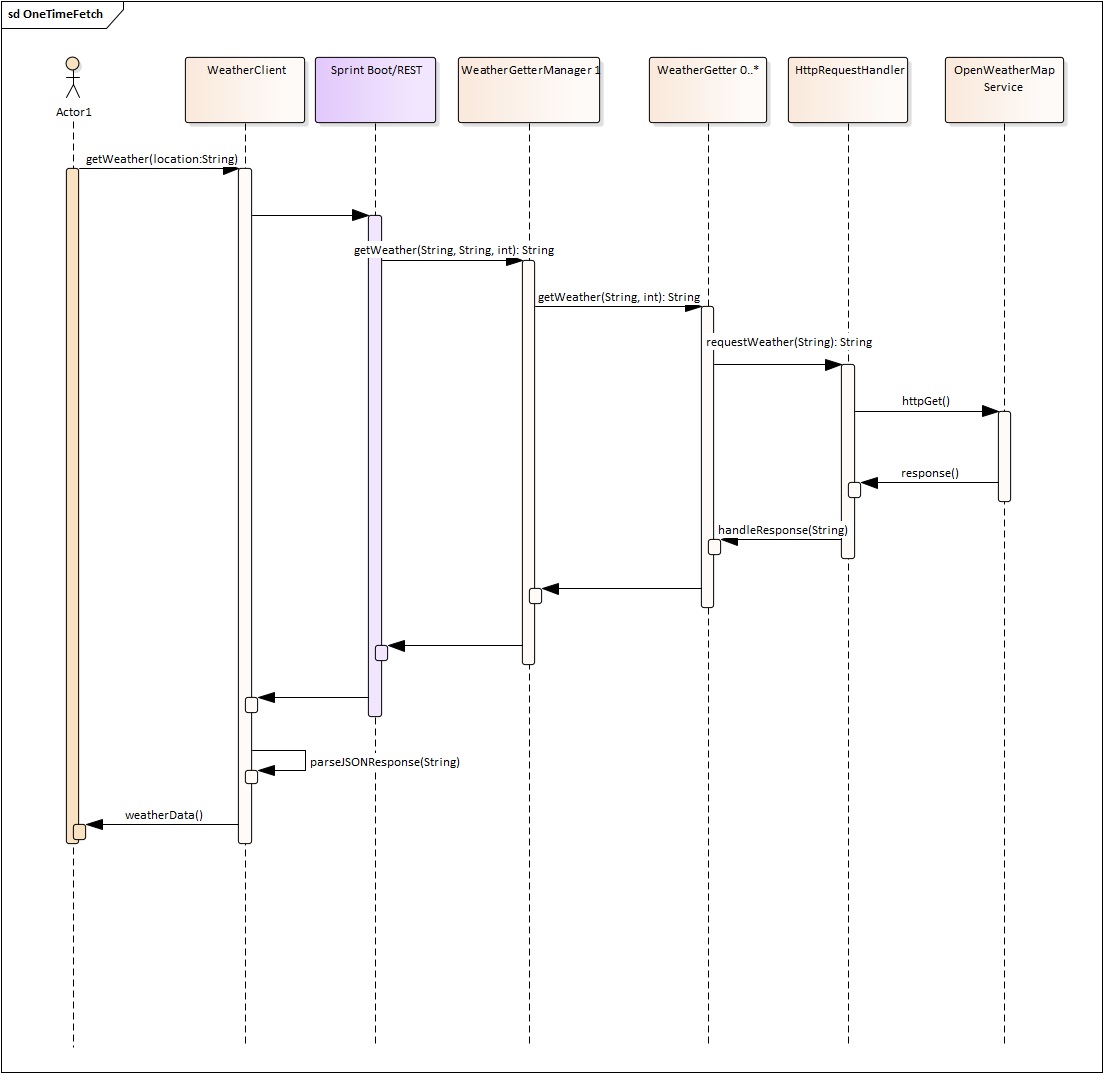 sd OneTimeFetch
Actor1
WeatherClient
Sprint Boot/REST
WeatherGetterManager 1
WeatherGetter 0..*
HttpRequestHandler
OpenWeatherMap
Service
getWeather(location:String)
getWeather(String, String, int): String
getWeather(String, int): String
requestWeather(String): String
httpGet()
response()
handleResponse(String)
parseJSONResponse(String)
weatherData()